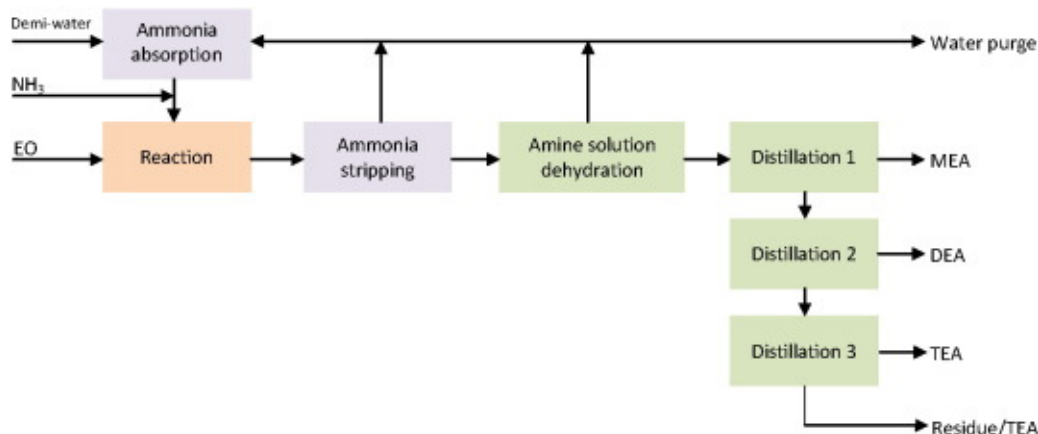 Demi-water
Ammonia
absorption
Water purge
NH₃
EO
Reaction
Ammonia
stripping
Amine solution
dehydration
Distillation 1
MEA
Distillation 2
DEA
Distillation 3
TEA
Residue/TEA